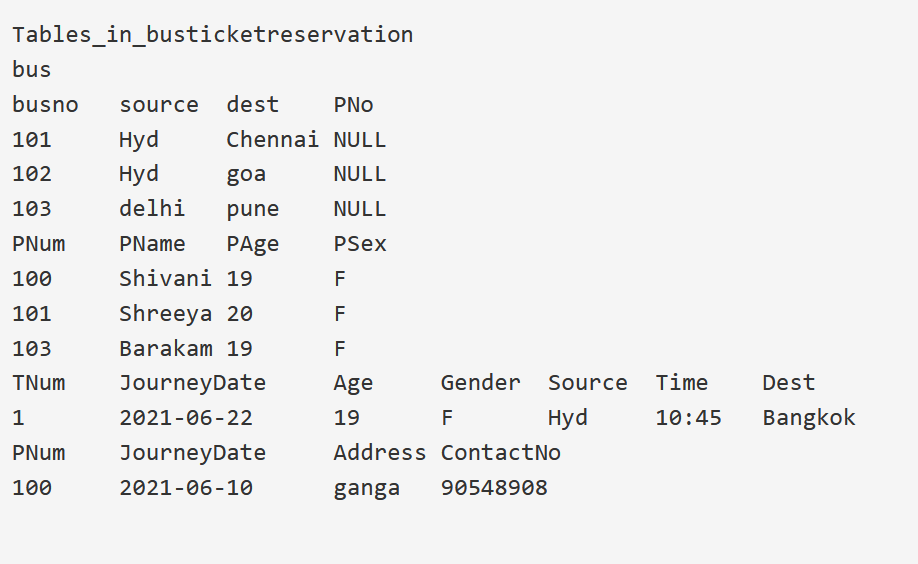 Tables_in_busticketreservation
bus
busno source dest PNo
101 Hyd Chennai NULL
102 Hyd goa NULL
103 delhi pune NULL
PNum PName PAge PSex
100 Shivani 19 F
101 Shreeya 20 F
103 Barakam 19 F
TNum JourneyDate Age Gender Source Time Dest
1 2021-06-22 19 F Hyd 10:45 Bangkok
PNum JourneyDate Address ContactNo
100 2021-06-10 ganga 90548908